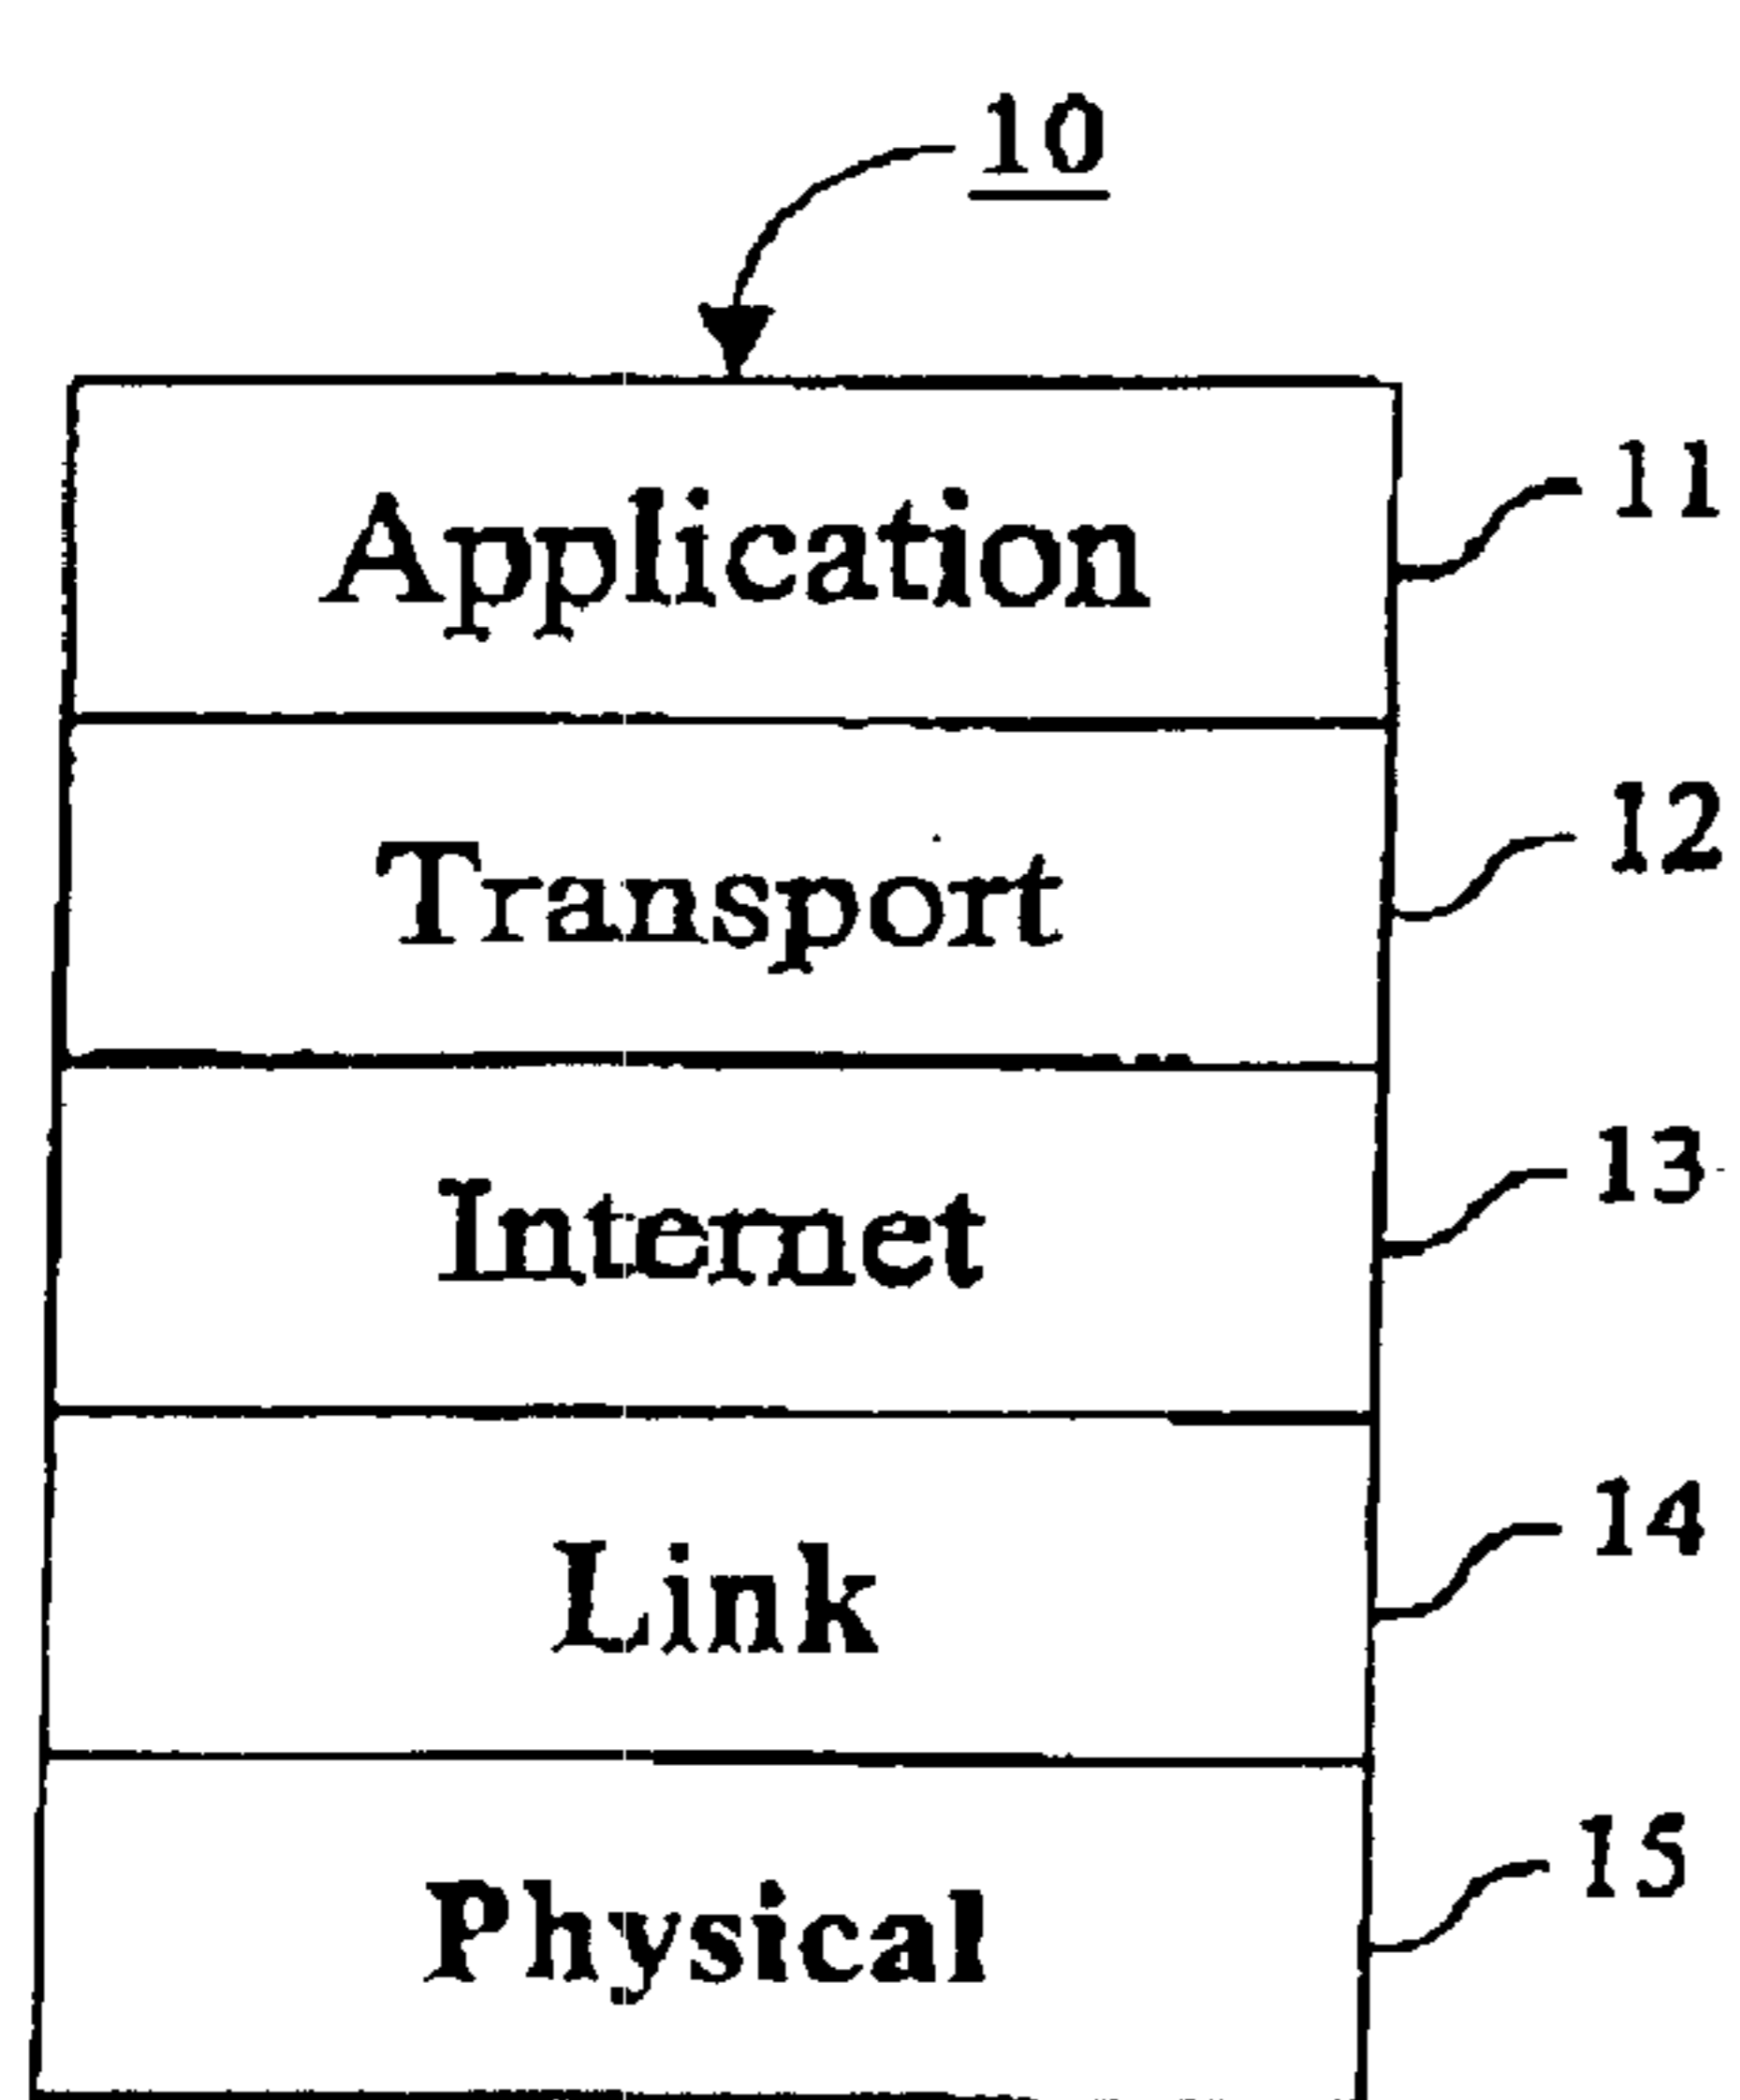 10
Application
11
Transport
12
Internet
13
Link
14
Physical
15